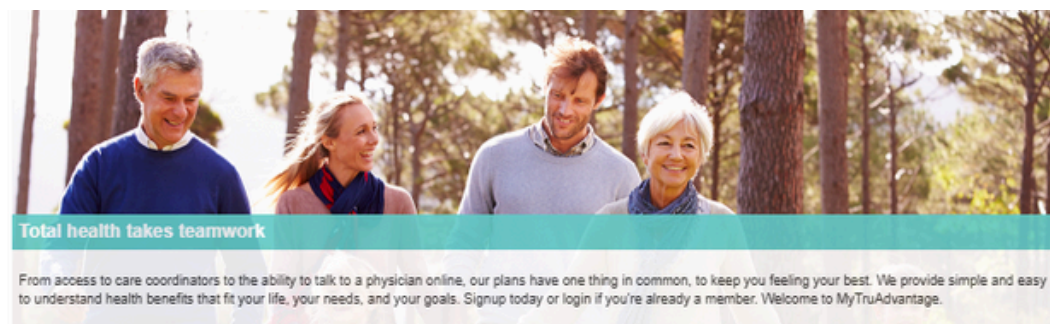 Total health takes teamwork
From access to care coordinators to the ability to talk to a physician online, our plans have one thing in common, to keep you feeling your best. We provide simple and easy
to understand health benefits that fit your life, your needs, and your goals. Signup today or login if you're already a member. Welcome to MyTruAdvantage.